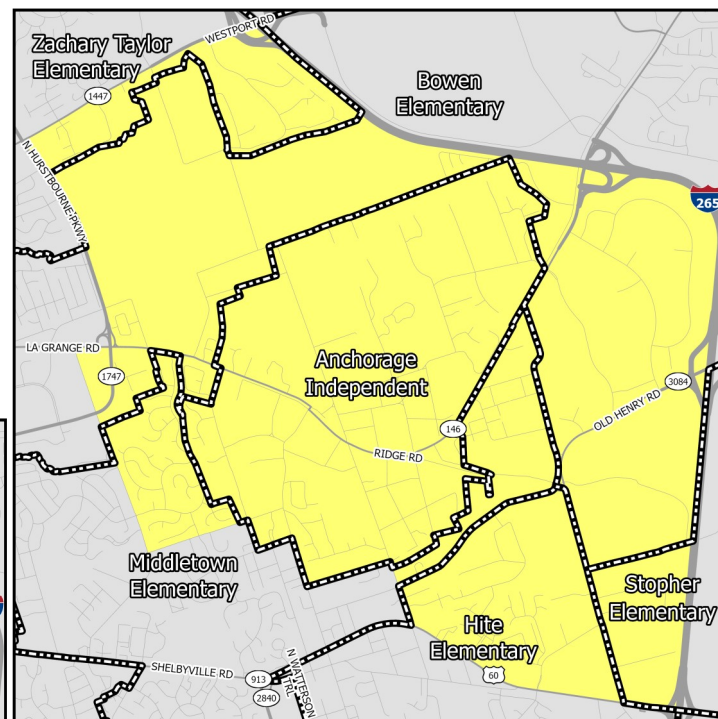 WESTPORT RD
Zachary Taylor
Elementary
Bowen
Elementary
1447
N HURSTBOURNE PKWY
265
LA GRANGE RD
1747
Anchorage
Independent
3084
OLD HENRY RD
146
RIDGE RD
Middletown
Elementary
Stopher
Elementary
Hite
Elementary
SHELBYVILLE RD
913
2840
N WATTERSON
TRL
60